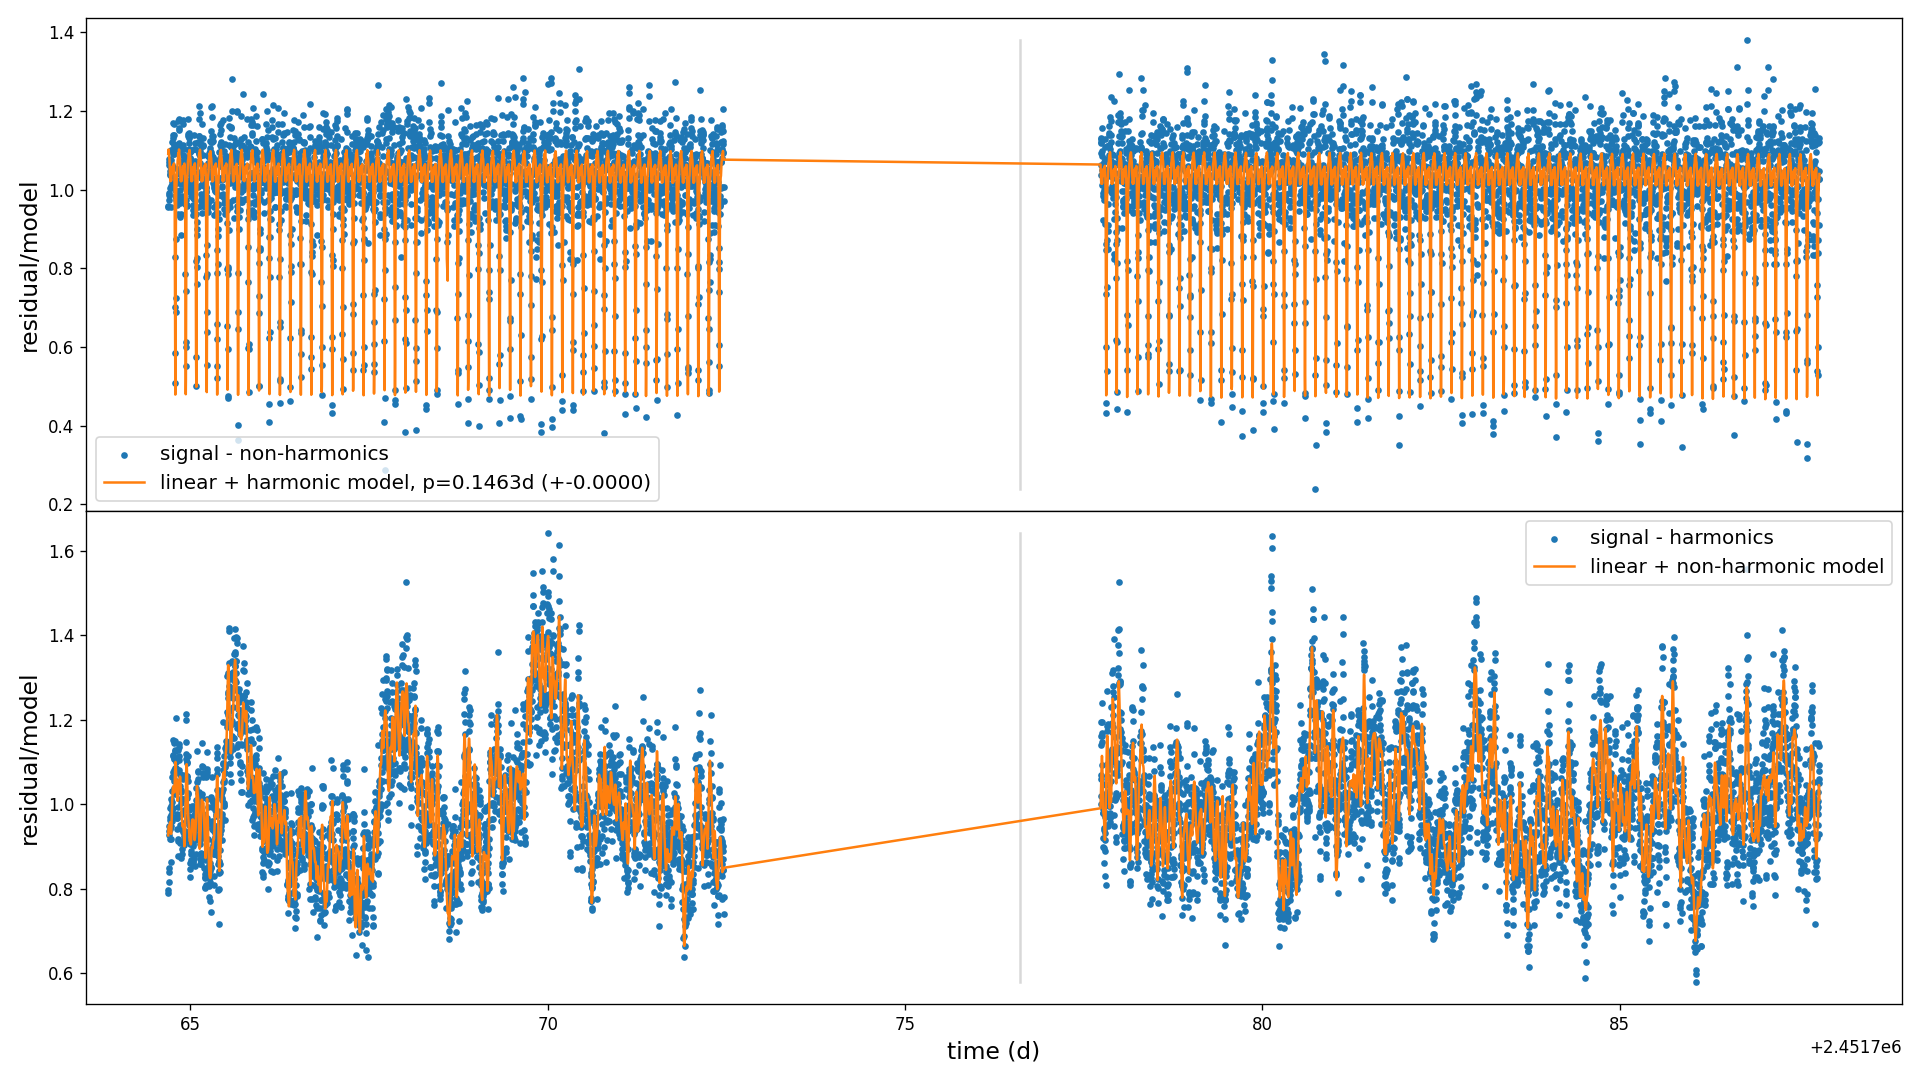 1.4
1.2
1.0
0.8
0.6
0.4
0.2
residual/model
signal - non-harmonics
linear + harmonic model, p=0.1463d (+-0.0000)
1.6
1.4
1.2
1.0
0.8
0.6
residual/model
signal - harmonics
linear + non-harmonic model
65
70
75
80
85
time (d)
+2.4517e6